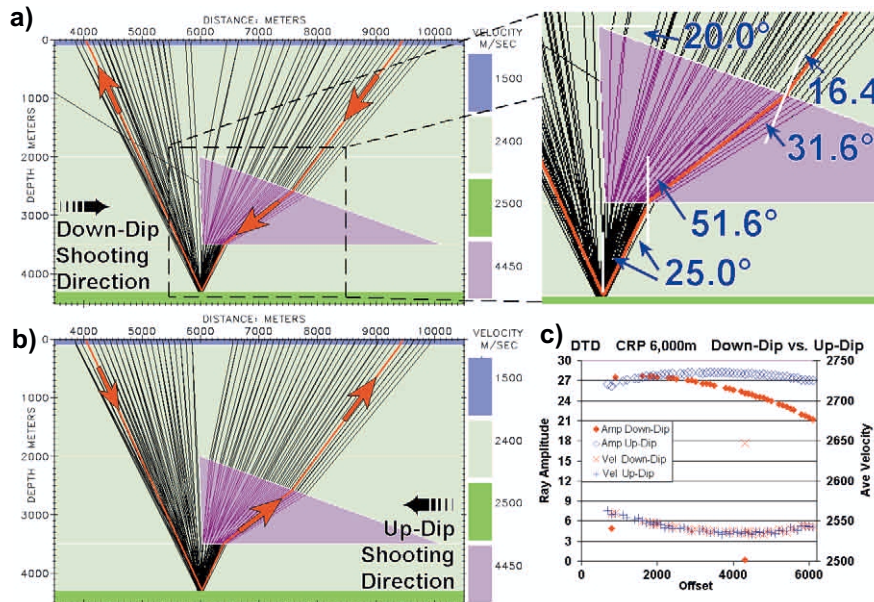 a)
DISTANCE: METERS
4000 5000 6000 7000 8000 9000 10000
DEPTH METERS
0
1000
2000
3000
4000
Down-Dip
Shooting
Direction
VELOCITY
M/SEC
1500
2400
2500
4450
20.0°
16.4
31.6°
51.6°
25.0°
b)
DISTANCE: METERS
4000 5000 6000 7000 8000 9000 10000
DEPTH METERS
0
1000
2000
3000
4000
Up-Dip
Shooting
Direction
VELOCITY
M/SEC
1500
2400
2500
4450
c)
DTD CRP 6,000m Down-Dip vs. Up-Dip
Ray Amplitude
30
27
24
21
18
15
12
9
6
3
0
Amp Down-Dip
Amp Up-Dip
Vel Down-Dip
Vel Up-Dip
2750
2700
2650
2600
2550
2500
Ave Velocity
0 2000 4000 6000
Offset